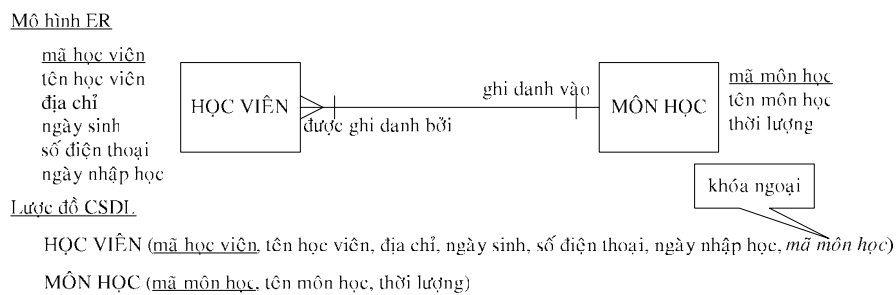 Mô hình ER
mã học viên
tên học viên
địa chỉ
ngày sinh
số điện thoại
ngày nhập học
HỌC VIÊN
được ghi danh bởi
ghi danh vào
MÔN HỌC
mã môn học
tên môn học
thời lượng
khóa ngoại
Lược đồ CSDL
HỌC VIÊN (mã học viên, tên học viên, địa chỉ, ngày sinh, số điện thoại, ngày nhập học, mã môn học)
MÔN HỌC (mã môn học, tên môn học, thời lượng)